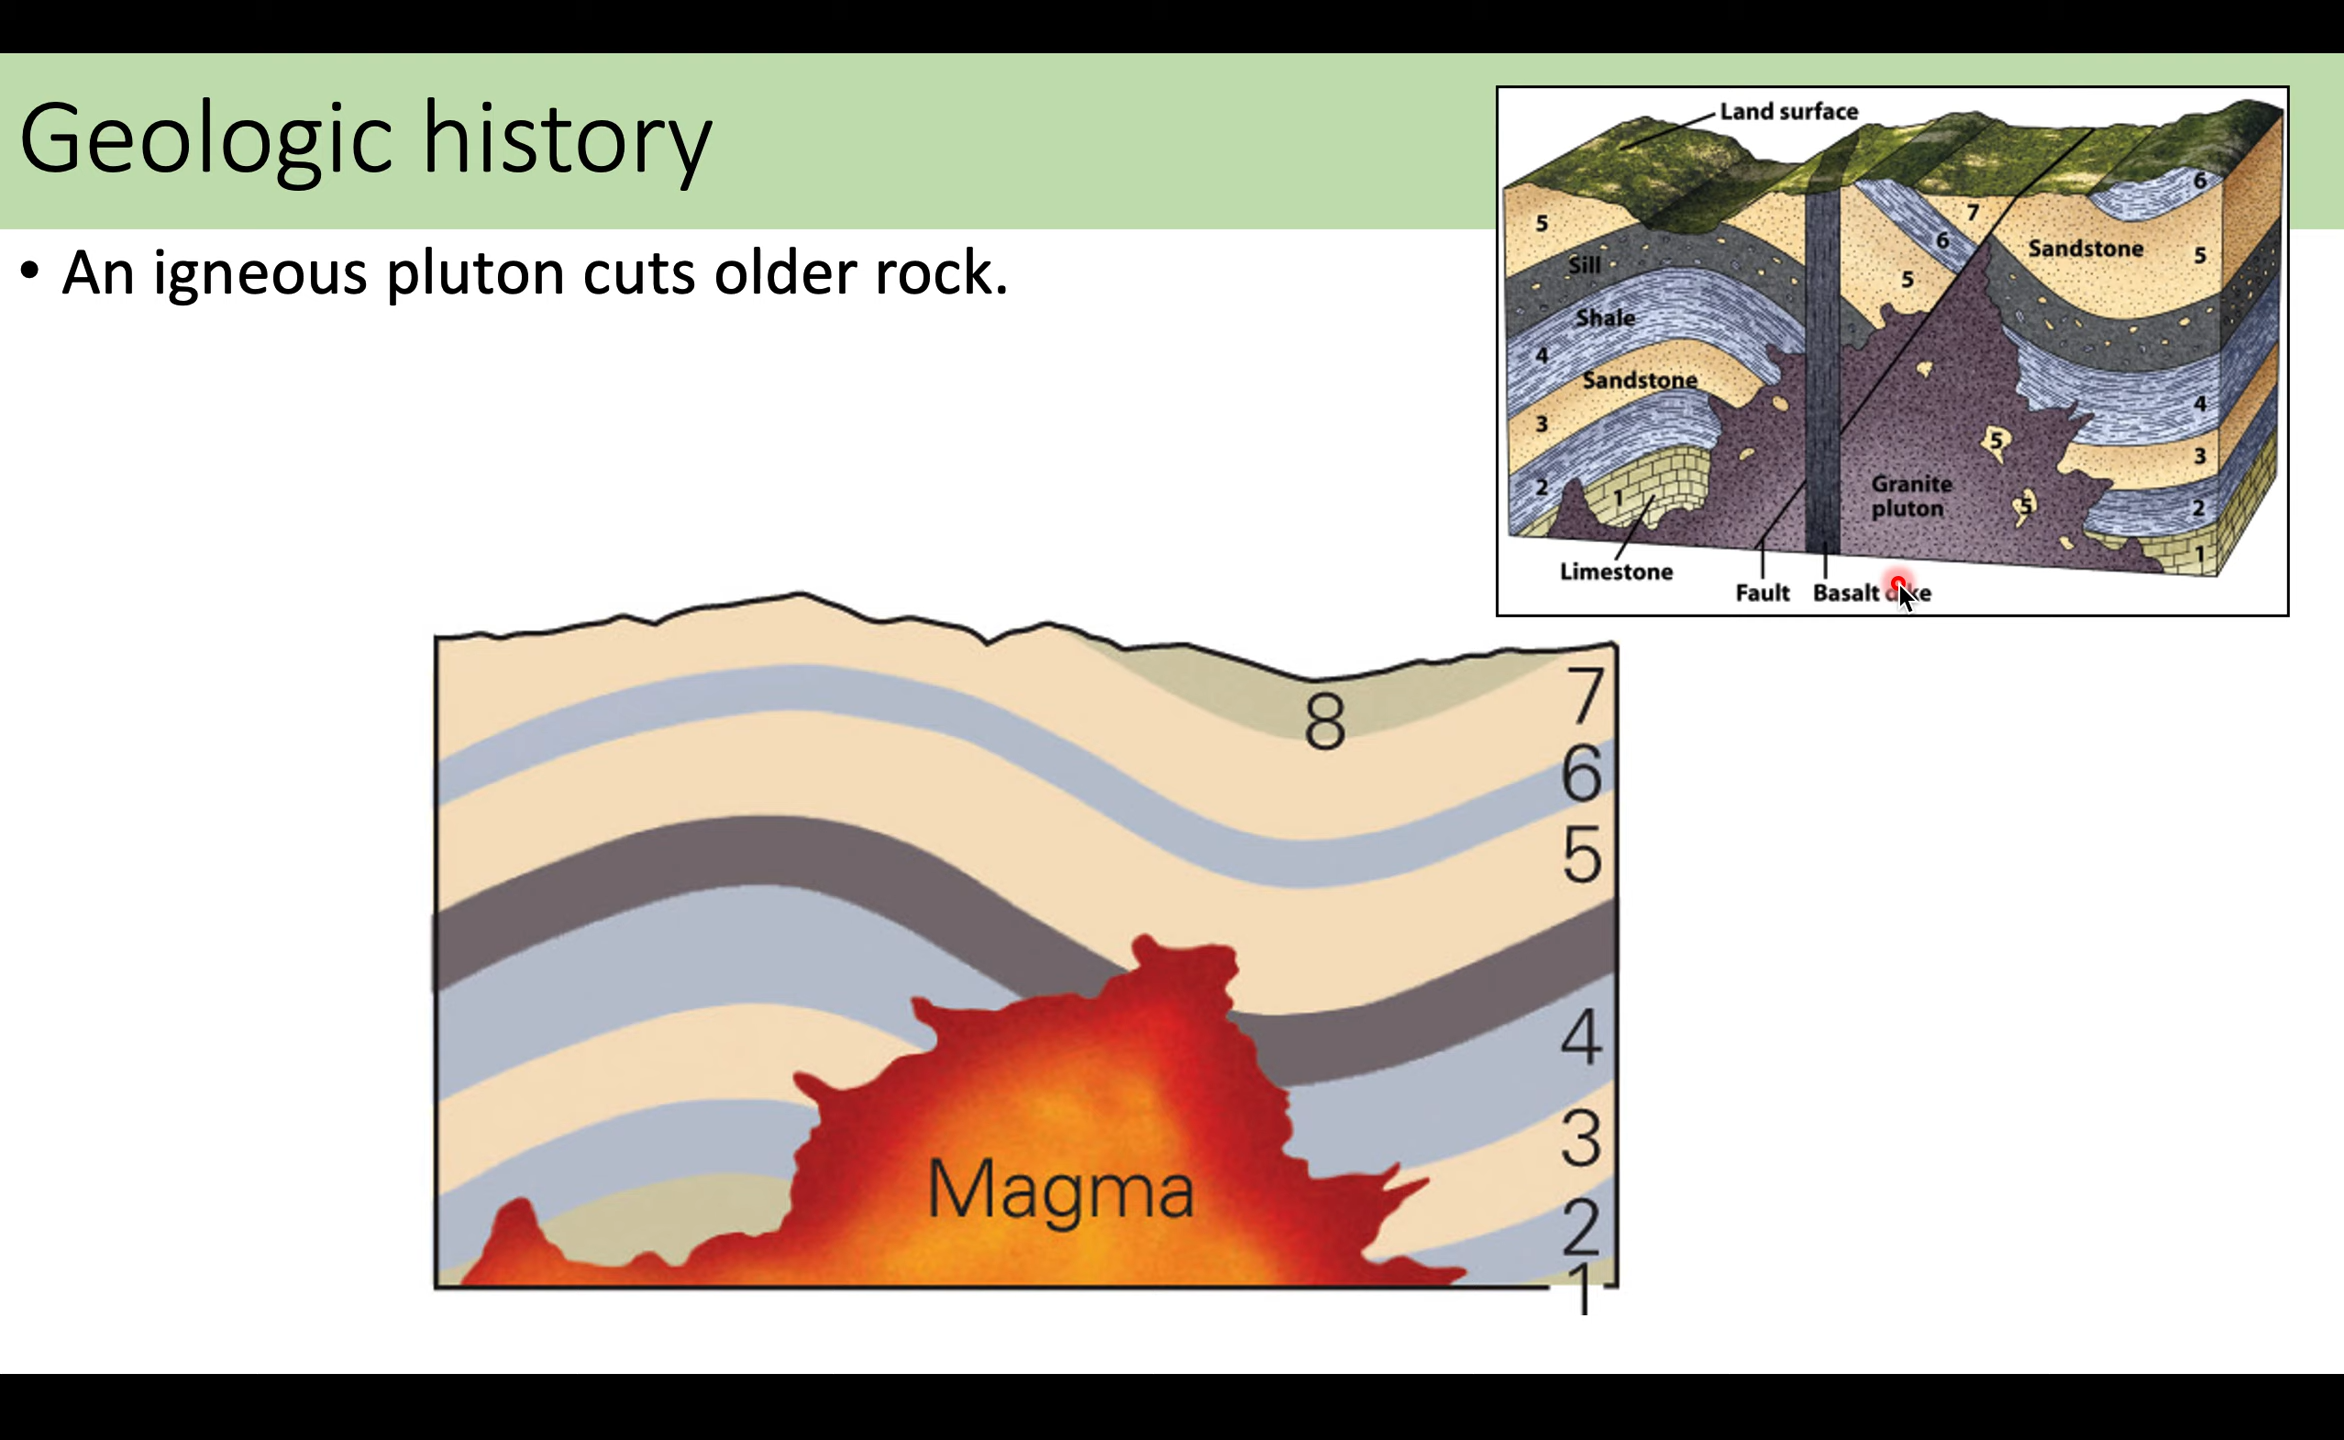 Geologic history
• An igneous pluton cuts older rock.
Land surface
6
5
7
6
Sandstone
5
Sill
5
Shale
4
Sandstone
4
3
3
5
Granite
pluton
2
1
5
2
1
Limestone
Fault
Basalt dike
7
8
6
5
4
3
Magma
2
1